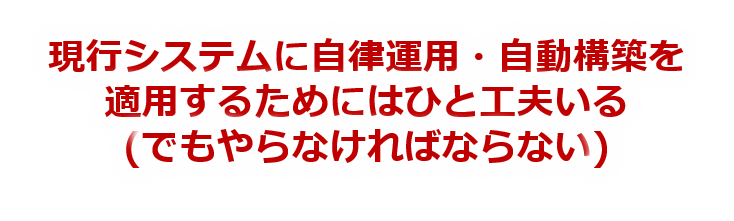 現行システムに自律運用・自動構築を
適用するためにはひと工夫いる
(でもやらなければならない)